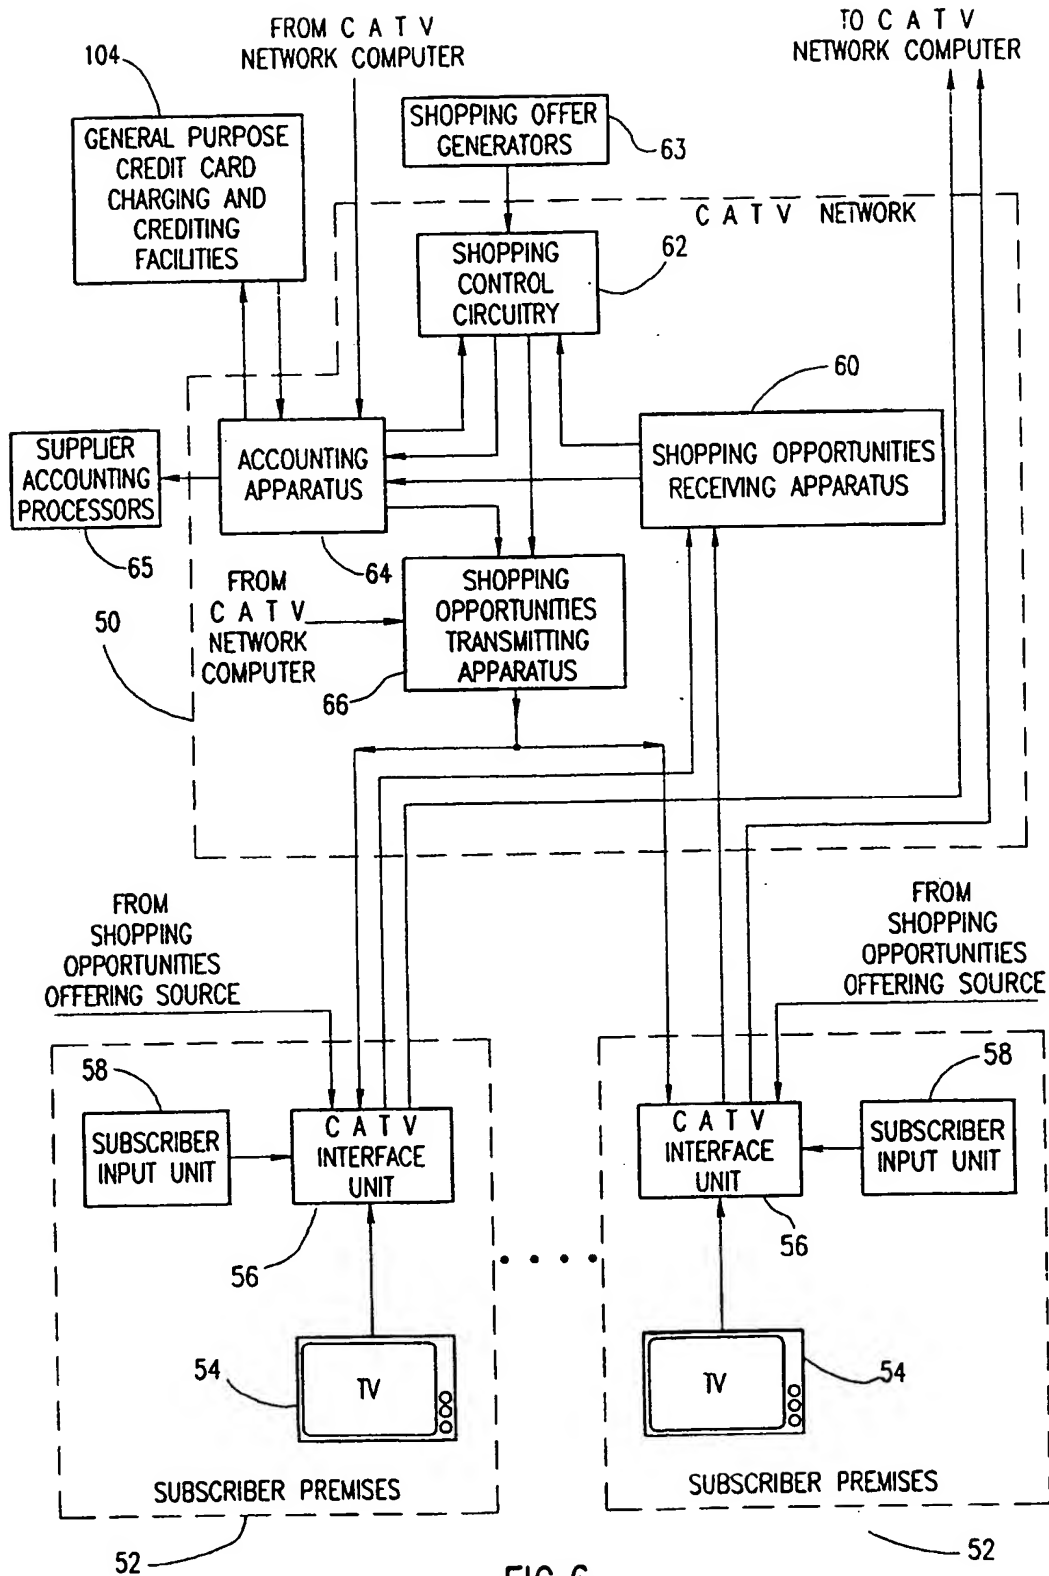 FROM C A T V
NETWORK COMPUTER
TO C A T V
NETWORK COMPUTER
104
GENERAL PURPOSE
CREDIT CARD
CHARGING AND
CREDITING
FACILITIES
SHOPPING OFFER
GENERATORS
63
C A T V NETWORK
SHOPPING
CONTROL
CIRCUITRY
62
60
SUPPLIER
ACCOUNTING
PROCESSORS
65
ACCOUNTING
APPARATUS
64
SHOPPING OPPORTUNITIES
RECEIVING APPARATUS
50
FROM
C A T V
NETWORK
COMPUTER
SHOPPING
OPPORTUNITIES
TRANSMITTING
APPARATUS
66
FROM
SHOPPING
OPPORTUNITIES
OFFERING SOURCE
FROM
SHOPPING
OPPORTUNITIES
OFFERING SOURCE
58
SUBSCRIBER
INPUT UNIT
C A T V
INTERFACE
UNIT
56
C A T V
INTERFACE
UNIT
56
58
SUBSCRIBER
INPUT UNIT
54
TV
TV
54
SUBSCRIBER PREMISES
52
SUBSCRIBER PREMISES
52